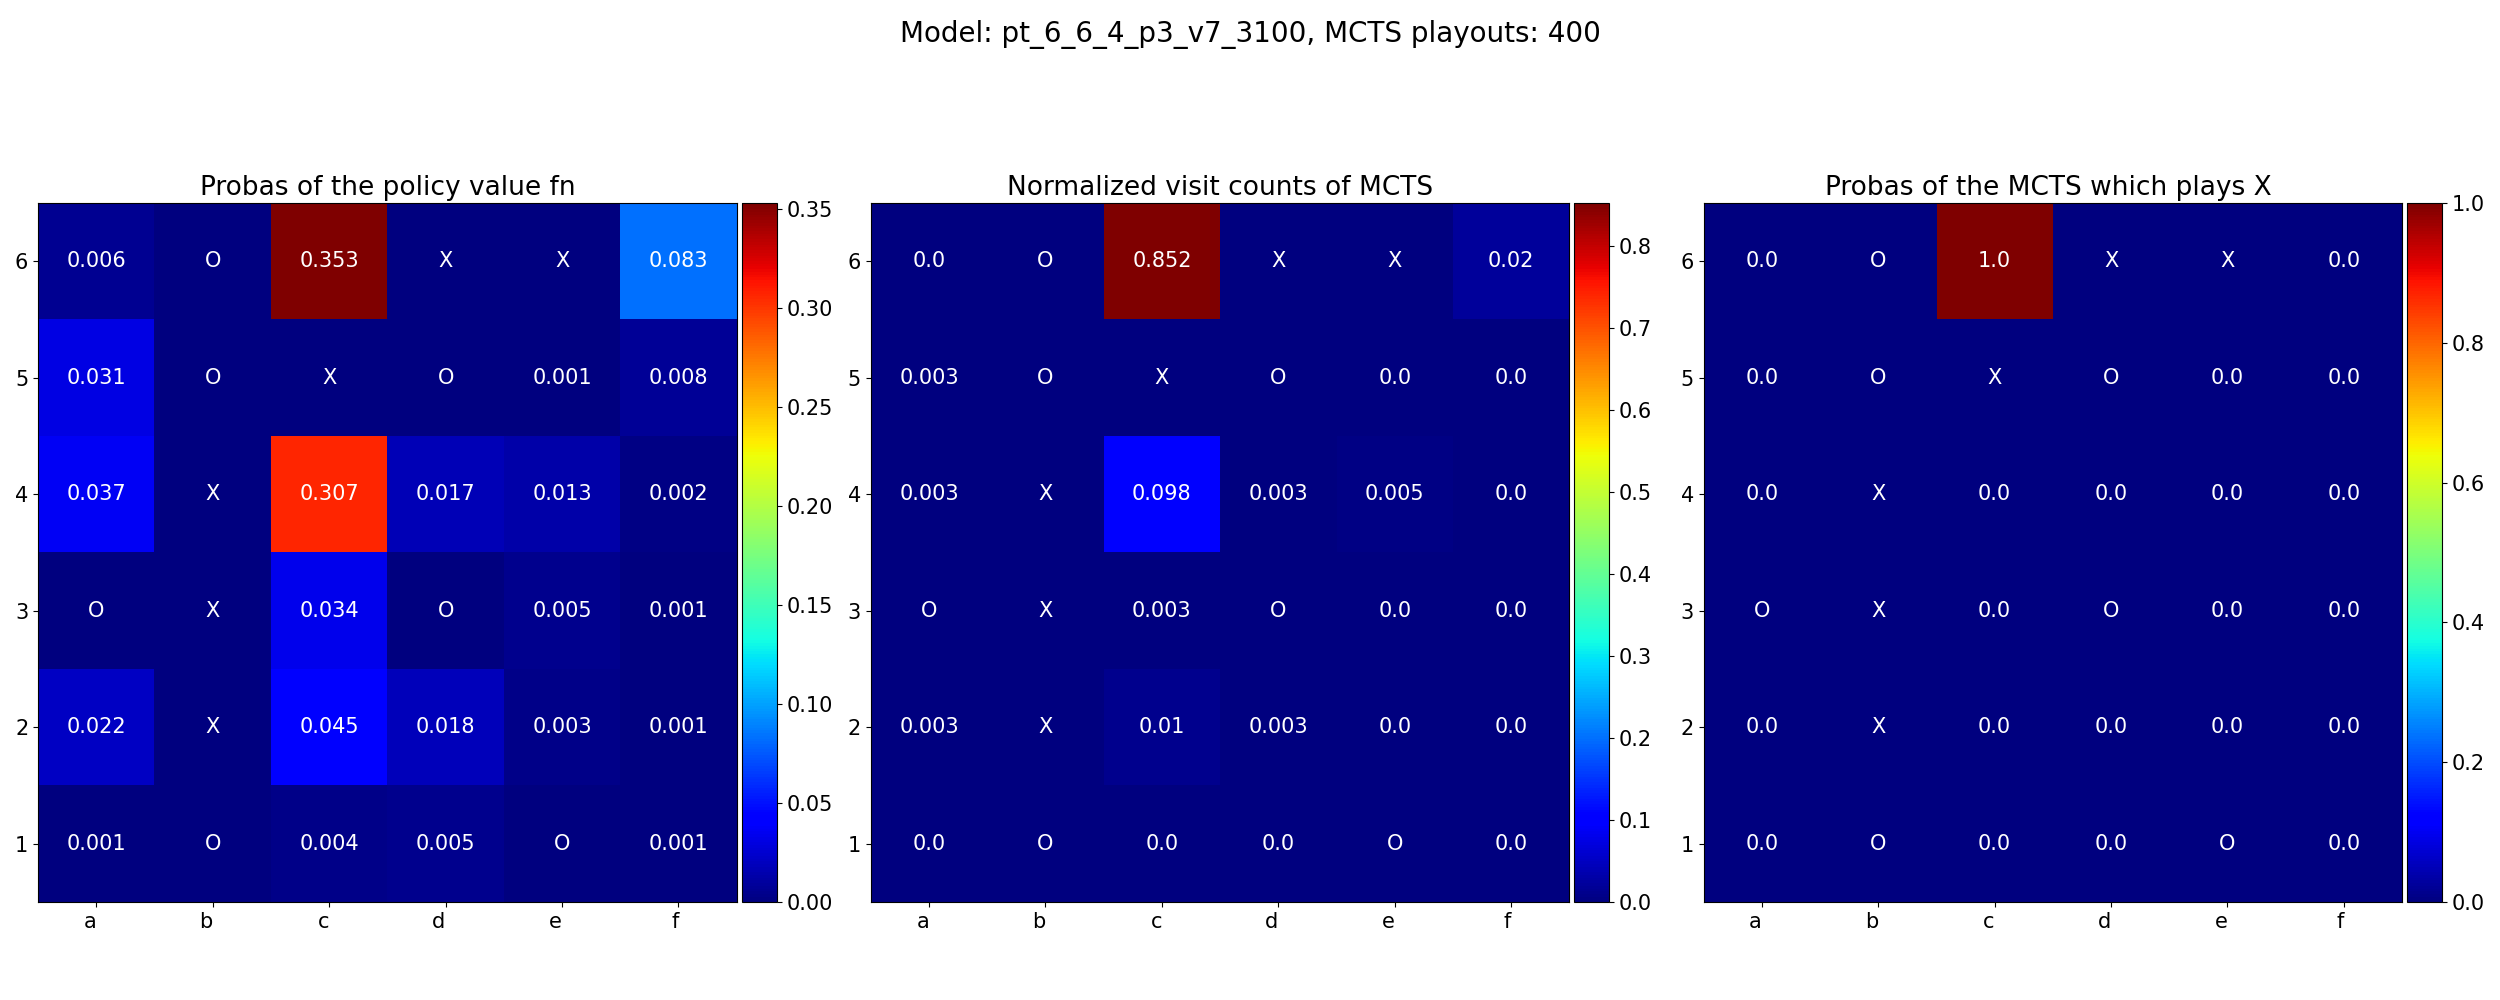 Model: pt_6_6_4_p3_v7_3100, MCTS playouts: 400
Probas of the policy value fn
6 0.006 O 0.353 X X 0.083
5 0.031 O X O 0.001 0.008
4 0.037 X 0.307 0.017 0.013 0.002
3 O X 0.034 O 0.005 0.001
2 0.022 X 0.045 0.018 0.003 0.001
1 0.001 O 0.004 0.005 O 0.001
a b c d e f
0.35
0.30
0.25
0.20
0.15
0.10
0.05
0.00
Normalized visit counts of MCTS
6 0.0 O 0.852 X X 0.02
5 0.003 O X O 0.0 0.0
4 0.003 X 0.098 0.003 0.005 0.0
3 O X 0.003 O 0.0 0.0
2 0.003 X 0.01 0.003 0.0 0.0
1 0.0 O 0.0 0.0 O 0.0
a b c d e f
0.8
0.7
0.6
0.5
0.4
0.3
0.2
0.1
0.0
Probas of the MCTS which plays X
6 0.0 O 1.0 X X 0.0
5 0.0 O X O 0.0 0.0
4 0.0 X 0.0 0.0 0.0 0.0
3 O X 0.0 O 0.0 0.0
2 0.0 X 0.0 0.0 0.0 0.0
1 0.0 O 0.0 0.0 O 0.0
a b c d e f
1.0
0.8
0.6
0.4
0.2
0.0